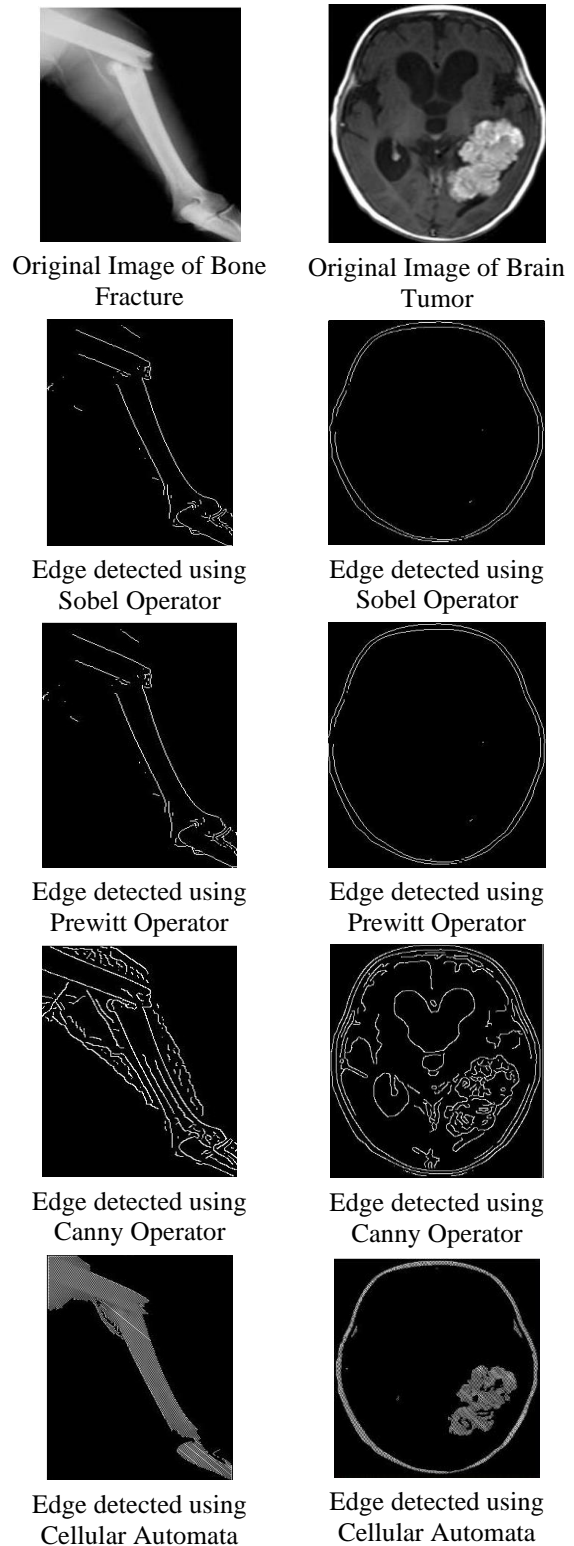 Original Image of Bone
Fracture
Original Image of Brain
Tumor
Edge detected using
Sobel Operator
Edge detected using
Sobel Operator
Edge detected using
Prewitt Operator
Edge detected using
Prewitt Operator
Edge detected using
Canny Operator
Edge detected using
Canny Operator
Edge detected using
Cellular Automata
Edge detected using
Cellular Automata